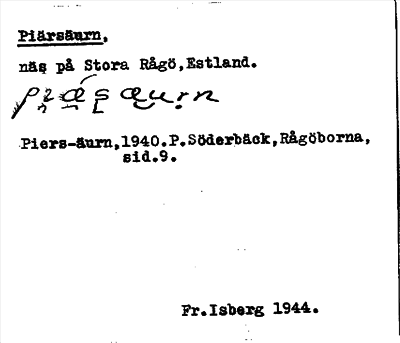 Piärsäurn,
näs på Stora Rågö,Estland.
Piers-äurn,1940.P.Söderbäck,Rågöborna,
sid.9.
Fr.Isberg 1944.